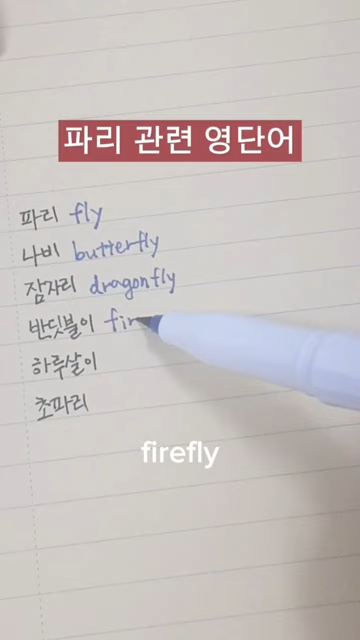 파리 관련 영단어
파리 fly
나비 butterfly
잠자리 dragonfly
반딧불이 fir
하루살이
초파리
firefly